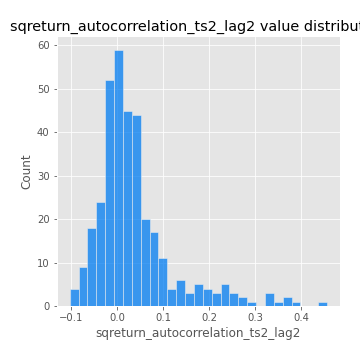 sqreturn_autocorrelation_ts2_lag2 value distribut
60
50
40
30
20
10
0
Count
−0.1 0.0 0.1 0.2 0.3 0.4
sqreturn_autocorrelation_ts2_lag2